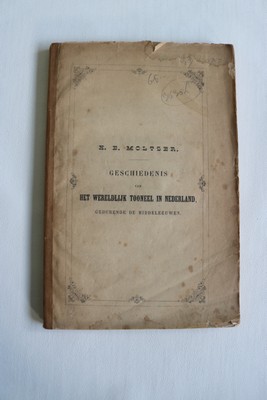 H. E. MOLTZER.
GESCHIEDENIS
VAN
HET WERELDLIJK TOONEEL IN NEDERLAND,
GEDURENDE DE MIDDELEEUWEN.